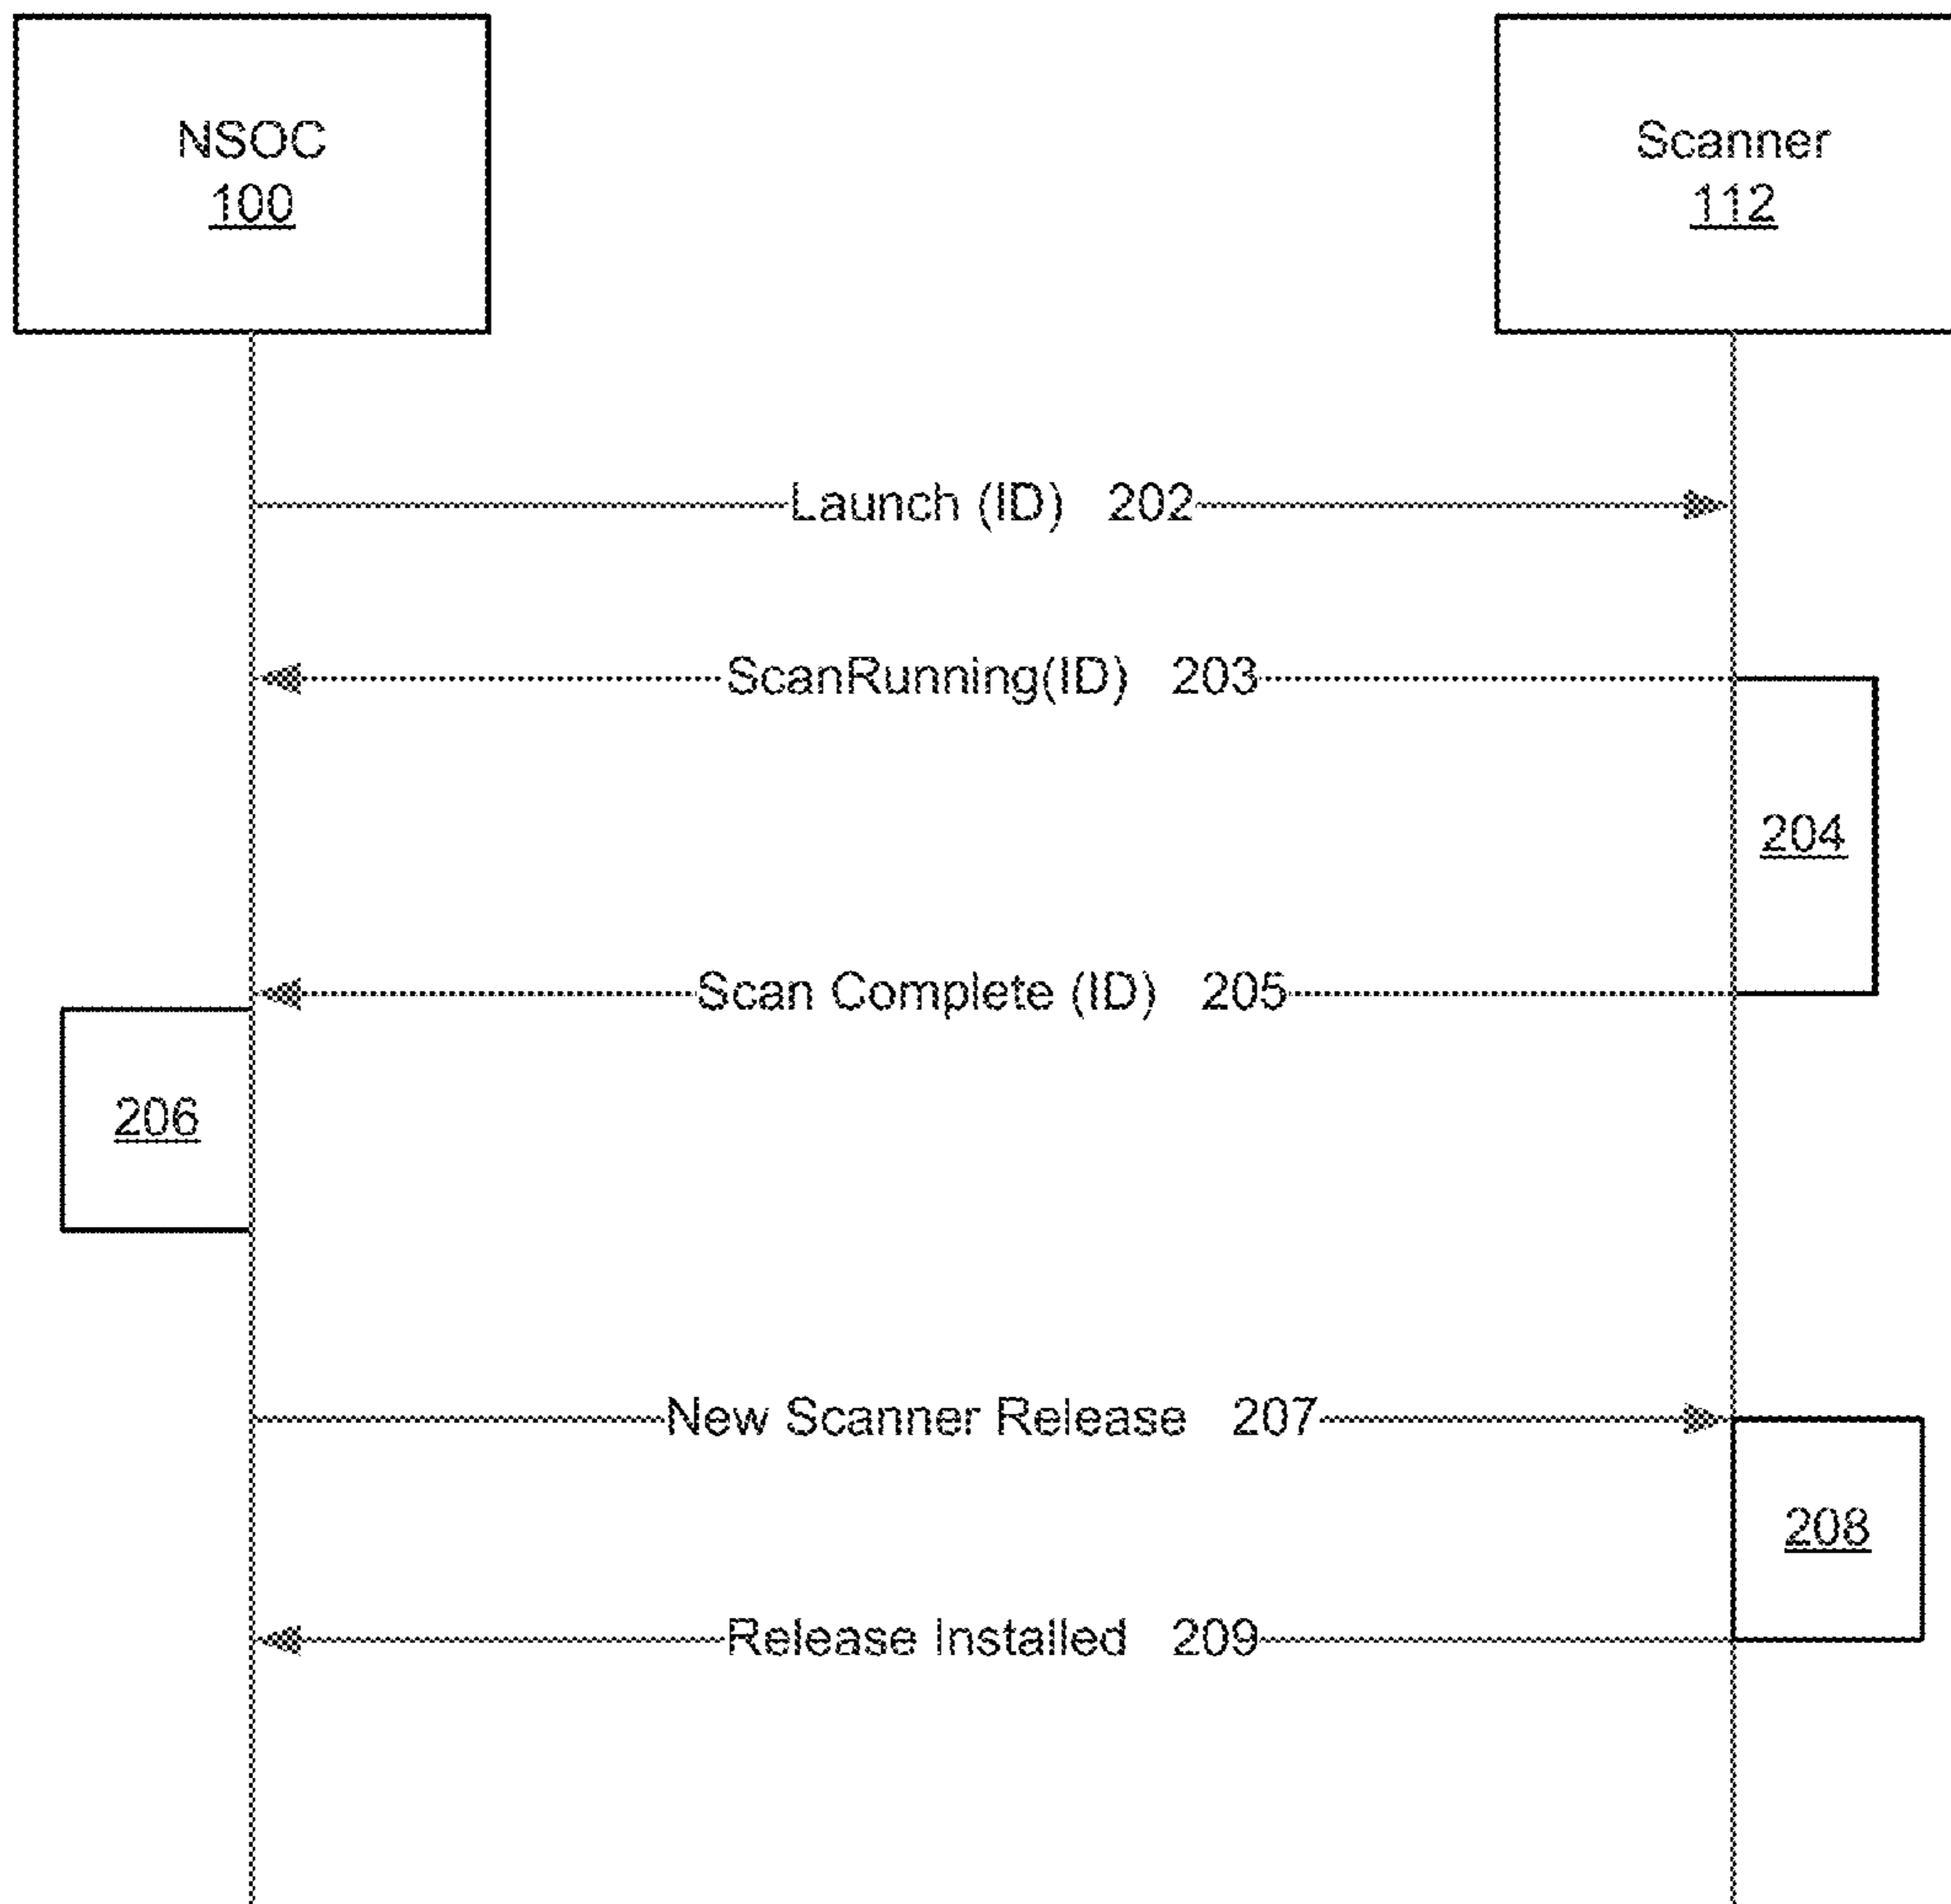 NSOC
100
Scanner
112
Launch (ID) 202
ScanRunning(ID) 203
204
Scan Complete (ID) 205
206
New Scanner Release 207
208
Release Installed 209